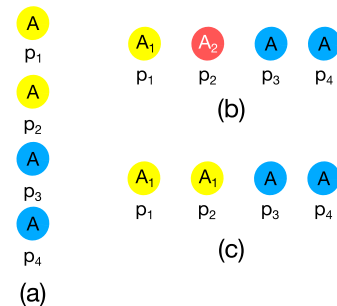 A
p₁
A
p₂
A
p₃
A
p₄
(a)
A₁ A₂ A A
p₁ p₂ p₃ p₄
(b)
A₁ A₁ A A
p₁ p₂ p₃ p₄
(c)